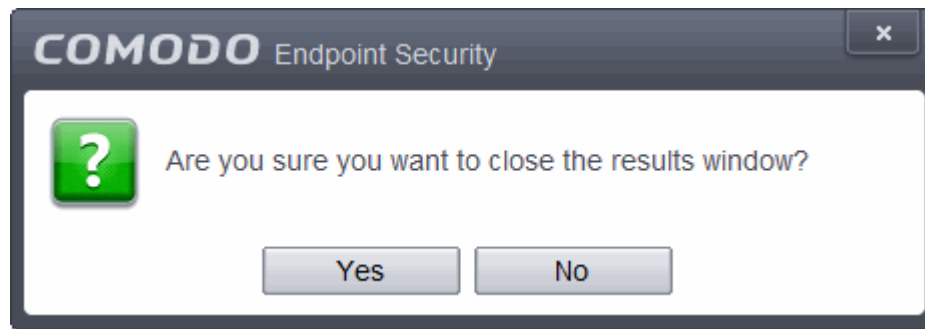 COMODO Endpoint Security
Are you sure you want to close the results window?
Yes No